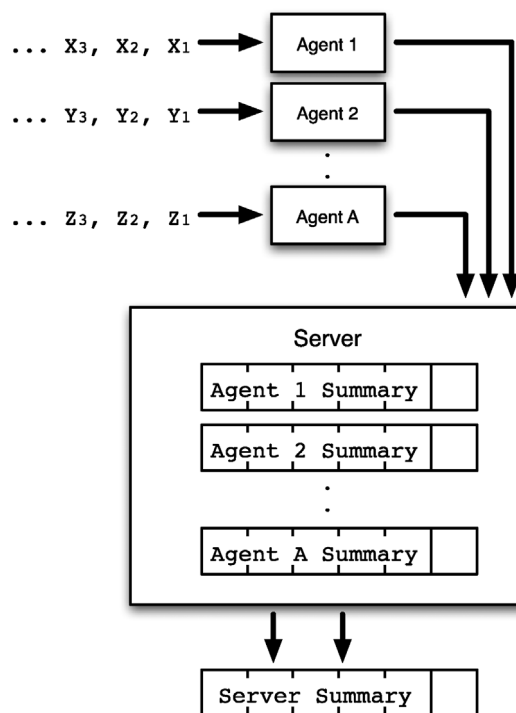 ... X3, X2, X1
Agent 1
... Y3, Y2, Y1
Agent 2
.
.
... Z3, Z2, Z1
Agent A
Server
Agent 1 Summary
Agent 2 Summary
.
.
Agent A Summary
Server Summary